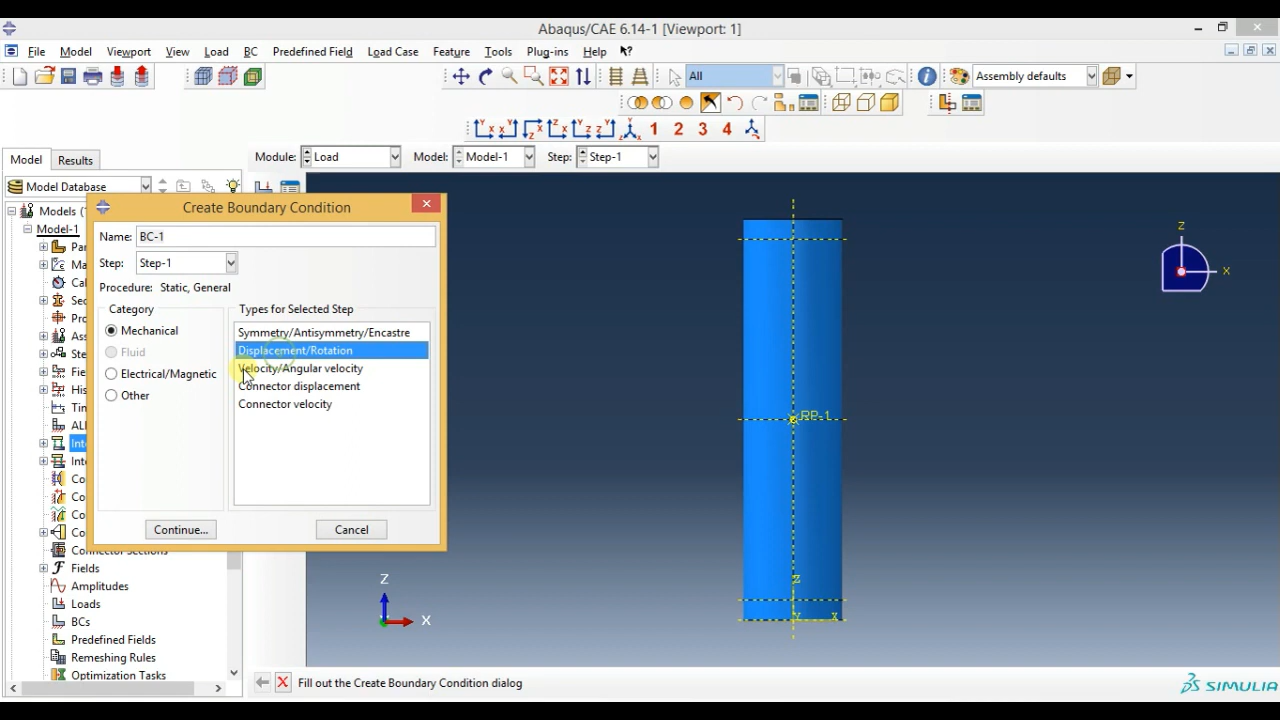 Abaqus/CAE 6.14-1 [Viewport: 1]
File Model Viewport View Load BC Predefined Field Load Case Feature Tools Plug-ins Help
All
Assembly defaults
1 2 3 4
Model Results
Module: Load Model: Model-1 Step: Step-1
Model Database
Models (
Model-1
Create Boundary Condition
Name: BC-1
Step: Step-1
Procedure: Static, General
Category
Mechanical
Fluid
Electrical/Magnetic
Other
Types for Selected Step
Symmetry/Antisymmetry/Encastre
Displacement/Rotation
Velocity/Angular velocity
Connector displacement
Connector velocity
Continue... Cancel
Connector Sections
Fields
Amplitudes
Loads
BCs
Predefined Fields
Remeshing Rules
Optimization Tasks
RP-1
Z
X
Z
X
Z
Y
X
Fill out the Create Boundary Condition dialog
SIMULIA